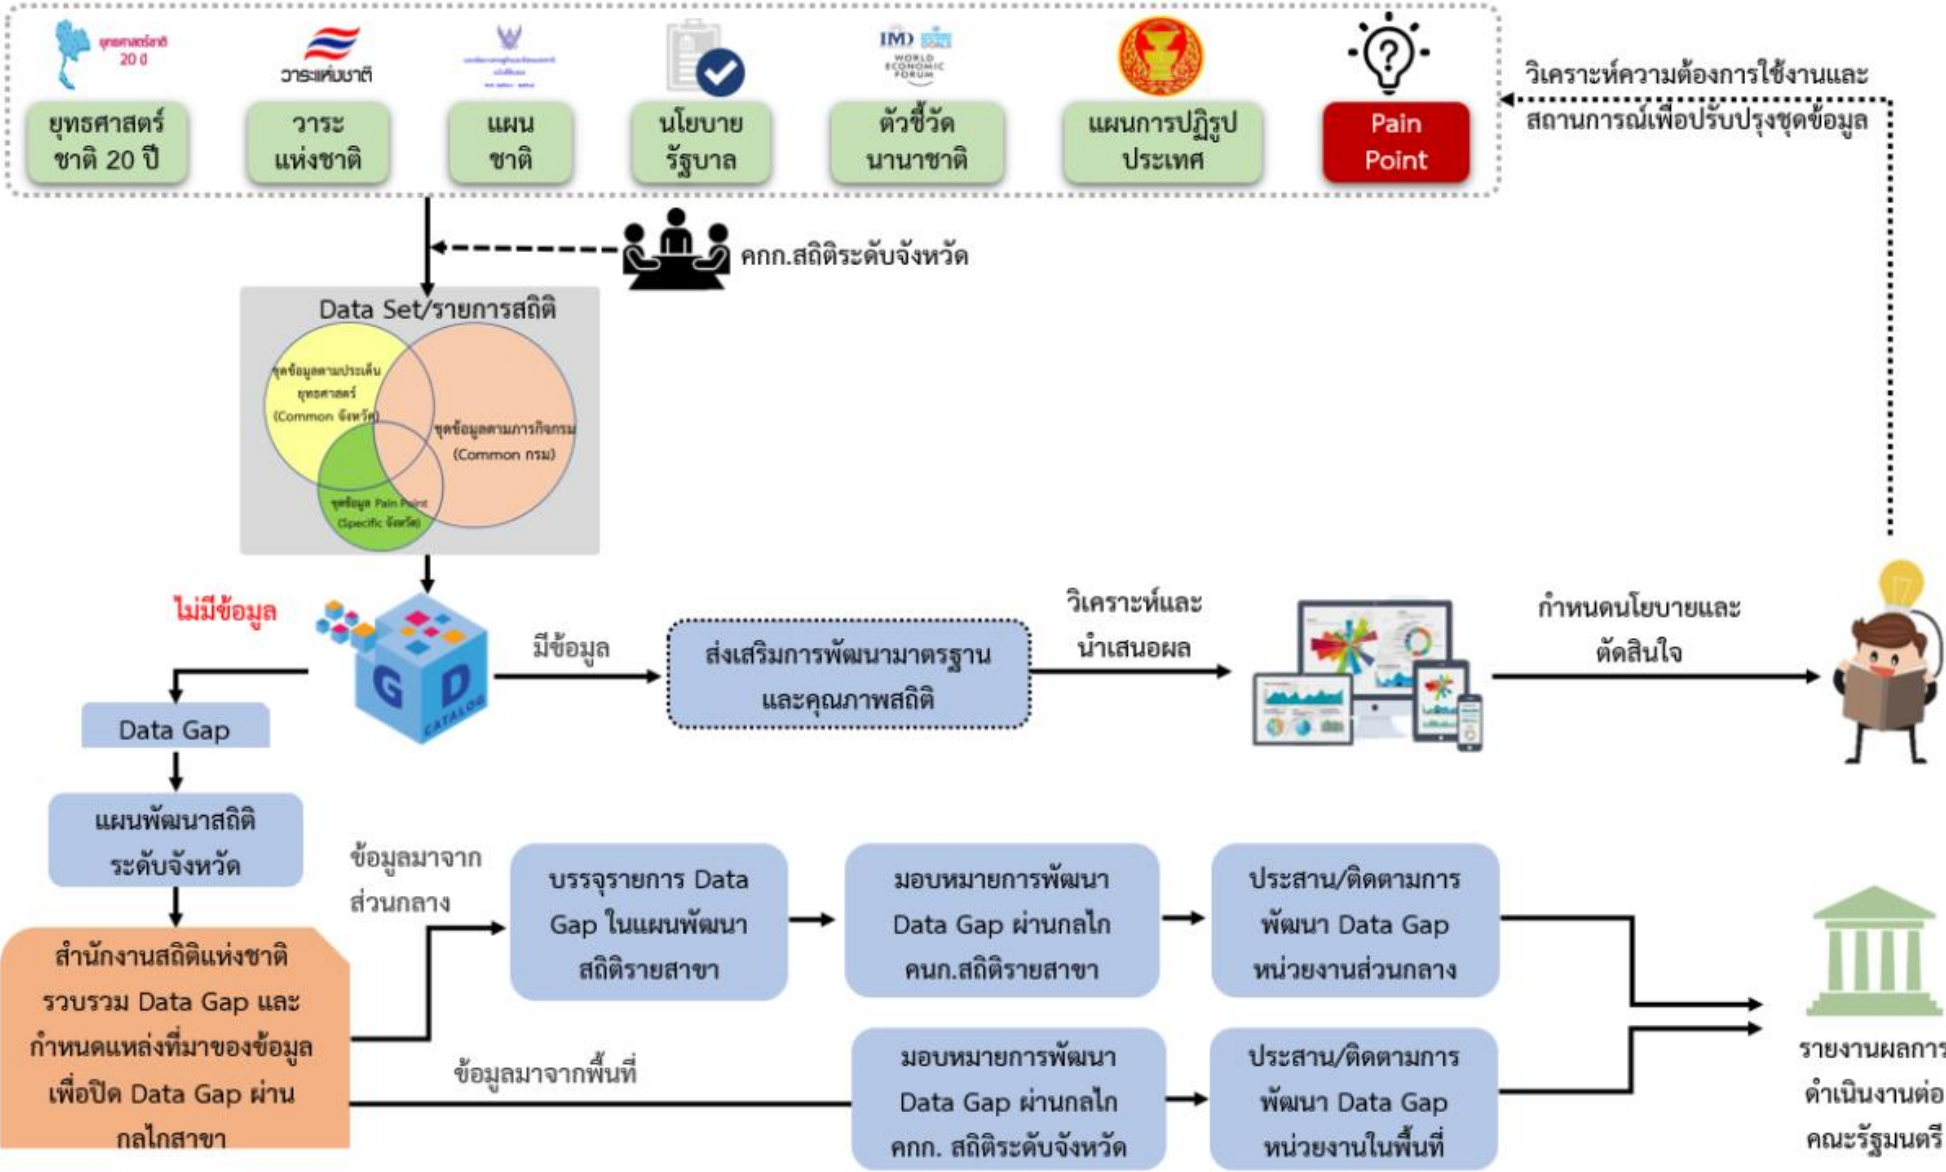 ยุทธศาสตร์ชาติ
20 ปี
วาระแห่งชาติ
IMD
GOALS
WORLD
ECONOMIC
FORUM
ยุทธศาสตร์
ชาติ 20 ปี
วาระ
แห่งชาติ
แผน
ชาติ
นโยบาย
รัฐบาล
ตัวชี้วัด
นานาชาติ
แผนการปฏิรูป
ประเทศ
Pain
Point
วิเคราะห์ความต้องการใช้งานและ
สถานการณ์เพื่อปรับปรุงชุดข้อมูล
คกก.สถิติระดับจังหวัด
Data Set/รายการสถิติ
ชุดข้อมูลตามประเด็น
ยุทธศาสตร์
(Common จังหวัด)
ชุดข้อมูลตามภารกิจกรม
(Common กรม)
ชุดข้อมูล Pain Point
(Specific จังหวัด)
ไม่มีข้อมูล
G D
CATALOG
มีข้อมูล
ส่งเสริมการพัฒนามาตรฐาน
และคุณภาพสถิติ
วิเคราะห์และ
นำเสนอผล
กำหนดนโยบายและ
ตัดสินใจ
Data Gap
แผนพัฒนาสถิติ
ระดับจังหวัด
สำนักงานสถิติแห่งชาติ
รวบรวม Data Gap และ
กำหนดแหล่งที่มาของข้อมูล
เพื่อปิด Data Gap ผ่าน
กลไกสาขา
ข้อมูลมาจาก
ส่วนกลาง
บรรจุรายการ Data
Gap ในแผนพัฒนา
สถิติรายสาขา
มอบหมายการพัฒนา
Data Gap ผ่านกลไก
คนก.สถิติรายสาขา
ประสาน/ติดตามการ
พัฒนา Data Gap
หน่วยงานส่วนกลาง
ข้อมูลมาจากพื้นที่
มอบหมายการพัฒนา
Data Gap ผ่านกลไก
คกก. สถิติระดับจังหวัด
ประสาน/ติดตามการ
พัฒนา Data Gap
หน่วยงานในพื้นที่
รายงานผลการ
ดำเนินงานต่อ
คณะรัฐมนตรี